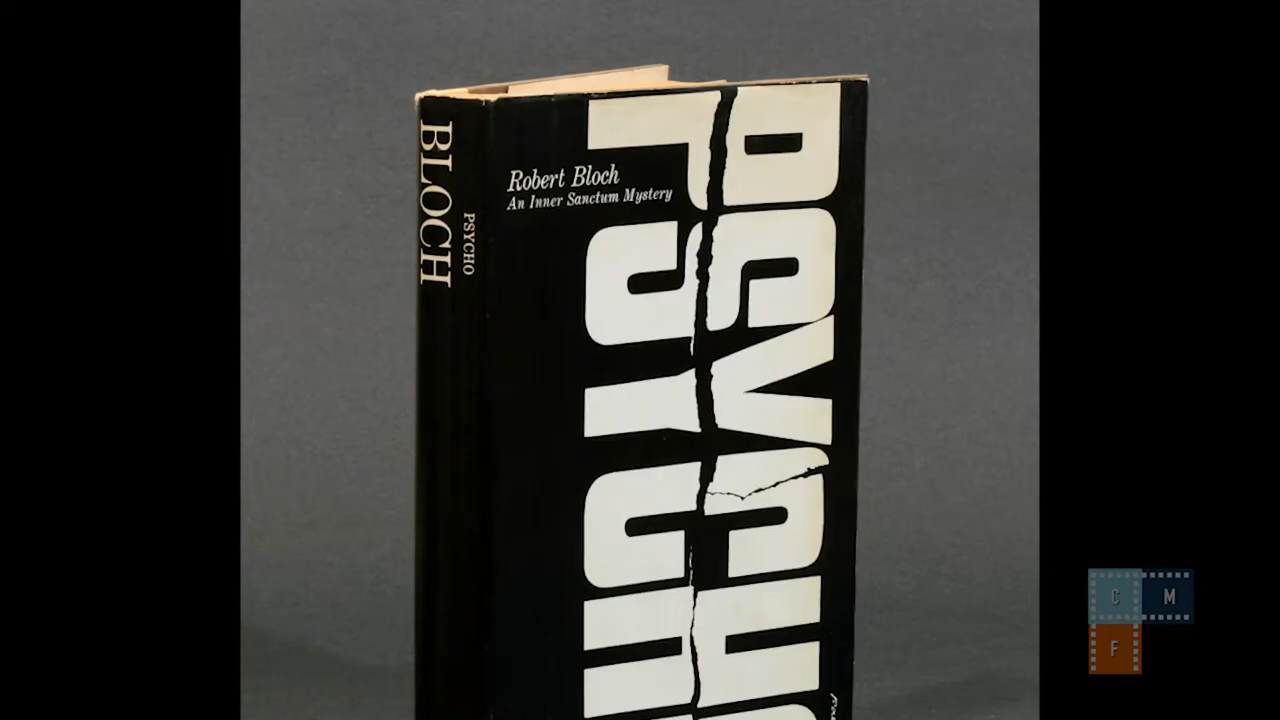 BLOCH
PSYCHO
Robert Bloch
An Inner Sanctum Mystery
PSYCHO
C M
F